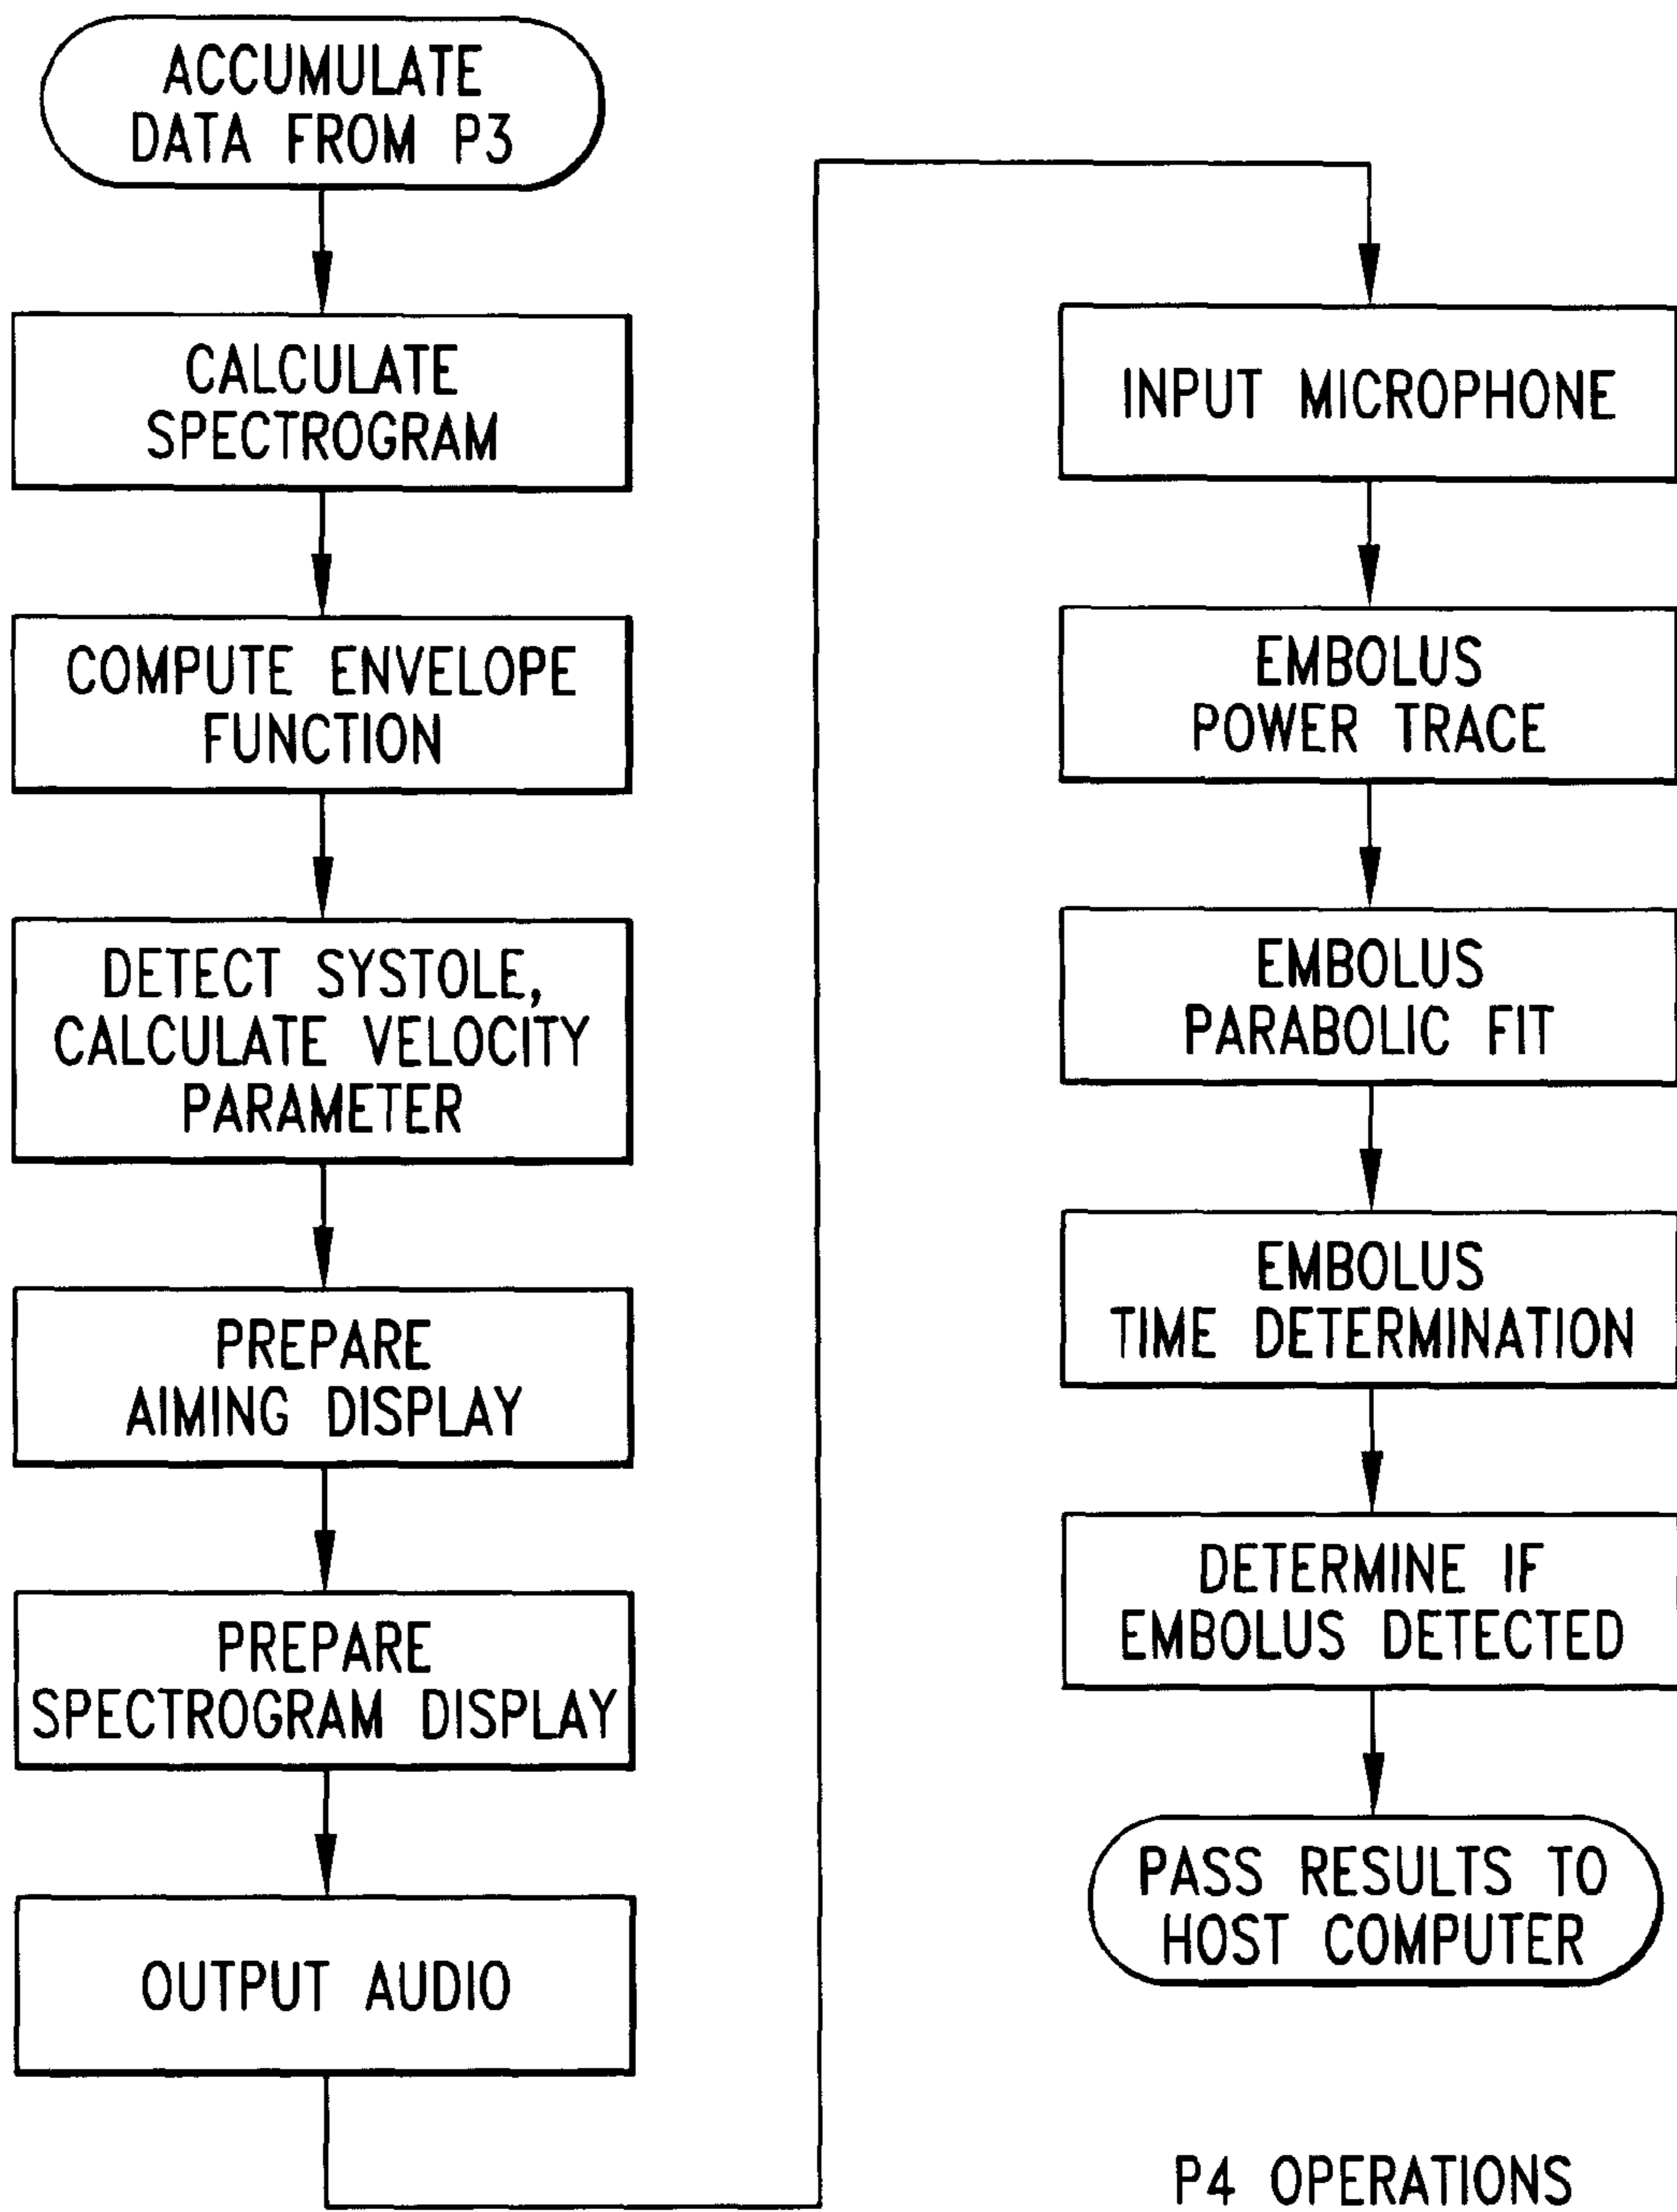 ACCUMULATE
DATA FROM P3
CALCULATE
SPECTROGRAM
COMPUTE ENVELOPE
FUNCTION
DETECT SYSTOLE,
CALCULATE VELOCITY
PARAMETER
PREPARE
AIMING DISPLAY
PREPARE
SPECTROGRAM DISPLAY
OUTPUT AUDIO
INPUT MICROPHONE
EMBOLUS
POWER TRACE
EMBOLUS
PARABOLIC FIT
EMBOLUS
TIME DETERMINATION
DETERMINE IF
EMBOLUS DETECTED
PASS RESULTS TO
HOST COMPUTER
P4 OPERATIONS